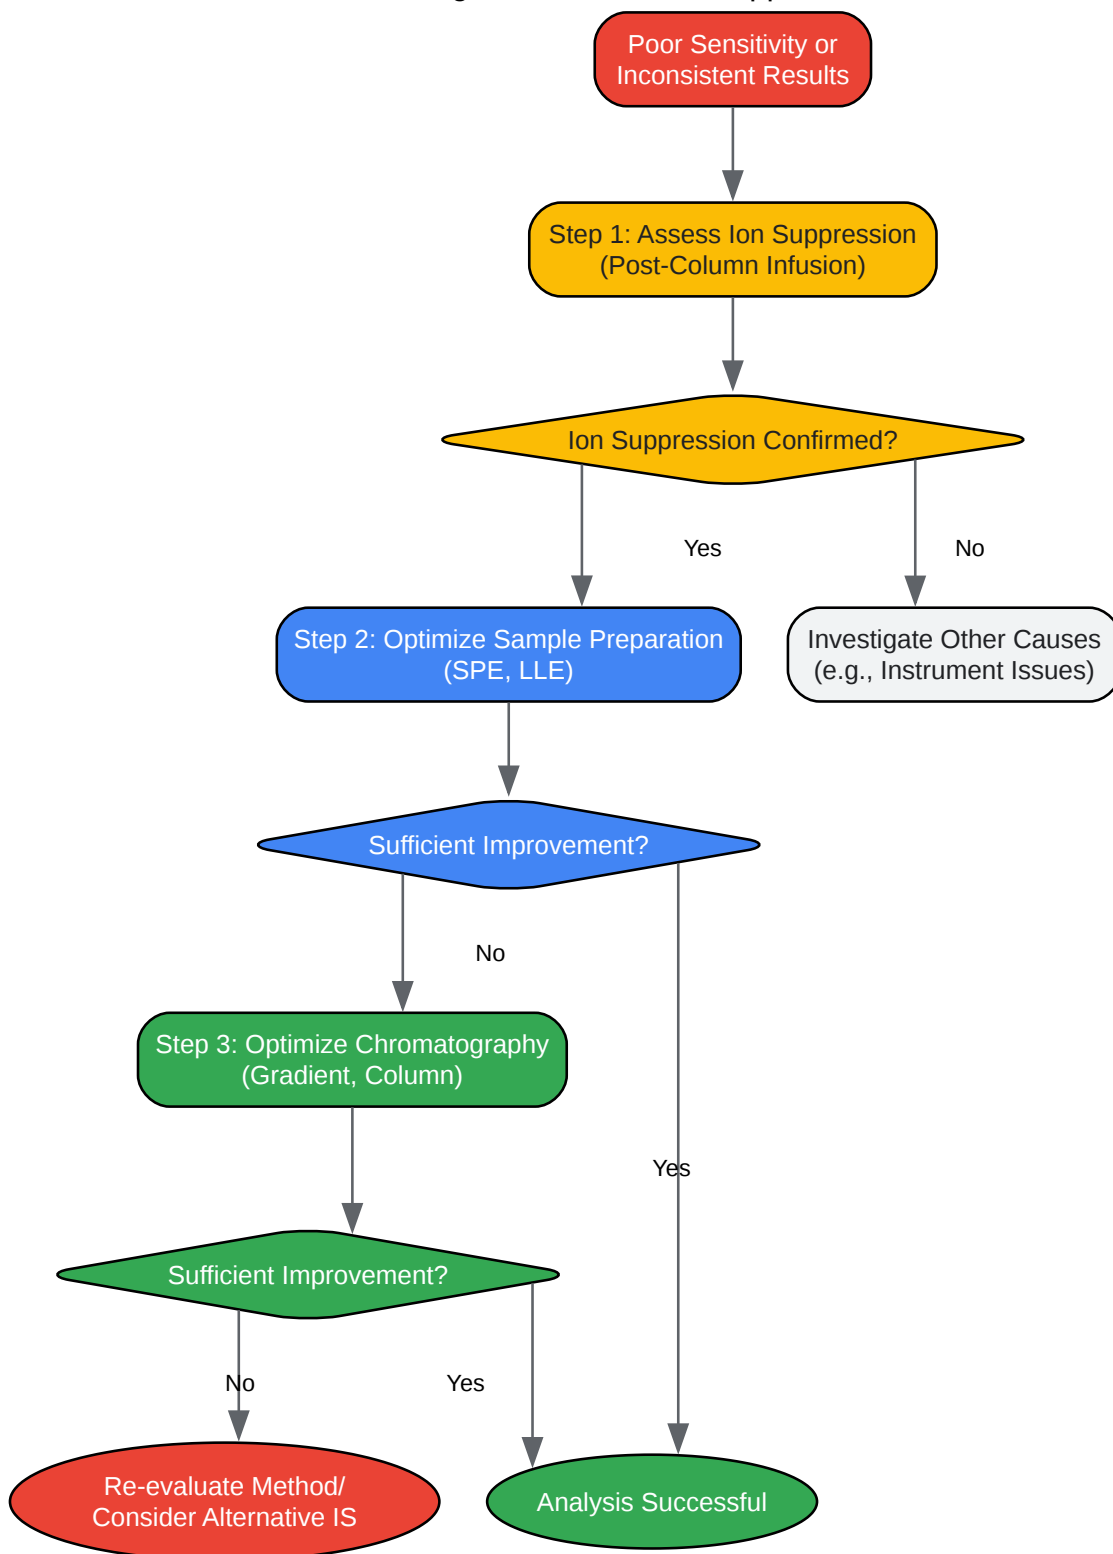 Poor Sensitivity or
Inconsistent Results
Step 1: Assess Ion Suppression
(Post-Column Infusion)
Ion Suppression Confirmed?
Yes
No
Step 2: Optimize Sample Preparation
(SPE, LLE)
Investigate Other Causes
(e.g., Instrument Issues)
Sufficient Improvement?
No
Step 3: Optimize Chromatography
(Gradient, Column)
Yes
Sufficient Improvement?
No
Yes
Re-evaluate Method/
Consider Alternative IS
Analysis Successful